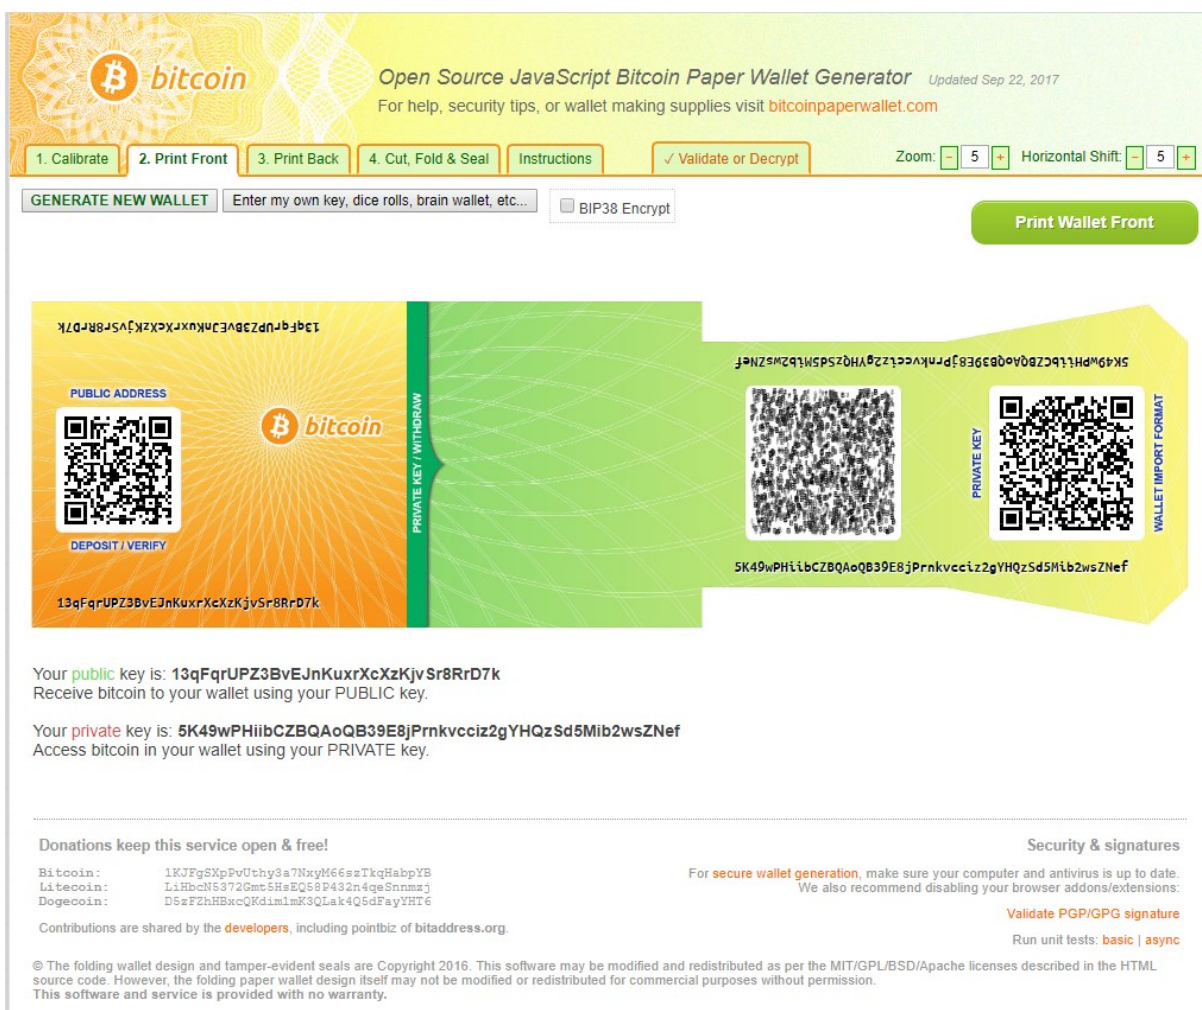 bitcoin
Open Source JavaScript Bitcoin Paper Wallet Generator Updated Sep 22, 2017
For help, security tips, or wallet making supplies visit bitcoinpaperwallet.com
1. Calibrate 2. Print Front 3. Print Back 4. Cut, Fold & Seal Instructions ✓ Validate or Decrypt Zoom: - 5 + Horizontal Shift: - 5 +
GENERATE NEW WALLET Enter my own key, dice rolls, brain wallet, etc... BIP38 Encrypt
Print Wallet Front
13qFqrUPZ3BvEJnKuxrXcXzKjvSr8RrD7k
PUBLIC ADDRESS
bitcoin
DEPOSIT / VERIFY
13qFqrUPZ3BvEJnKuxrXcXzKjvSr8RrD7k
PRIVATE KEY / WITHDRAW
5K49wPHiibCZBQAoQB39E8jPrnkvcciz2gYHQzSd5Mib2wsZNef
PRIVATE KEY
WALLET IMPORT FORMAT
5K49wPHiibCZBQAoQB39E8jPrnkvcciz2gYHQzSd5Mib2wsZNef
Your public key is: 13qFqrUPZ3BvEJnKuxrXcXzKjvSr8RrD7k
Receive bitcoin to your wallet using your PUBLIC key.
Your private key is: 5K49wPHiibCZBQAoQB39E8jPrnkvcciz2gYHQzSd5Mib2wsZNef
Access bitcoin in your wallet using your PRIVATE key.
Donations keep this service open & free!
Bitcoin: 1KJFgSXpPvUthy3a7NxyM66szTkqHabpYB
Litecoin: LiHbcN5372Gmt5HsEQ58P432n4qeSnnmzj
Dogecoin: D5zFZhHBxcQKdim1mK3QLak4Q5dFayYHT6
Contributions are shared by the developers, including pointbiz of bitaddress.org.
Security & signatures
For secure wallet generation, make sure your computer and antivirus is up to date.
We also recommend disabling your browser addons/extensions:
Validate PGP/GPG signature
Run unit tests: basic | async
© The folding wallet design and tamper-evident seals are Copyright 2016. This software may be modified and redistributed as per the MIT/GPL/BSD/Apache licenses described in the HTML
source code. However, the folding paper wallet design itself may not be modified or redistributed for commercial purposes without permission.
This software and service is provided with no warranty.